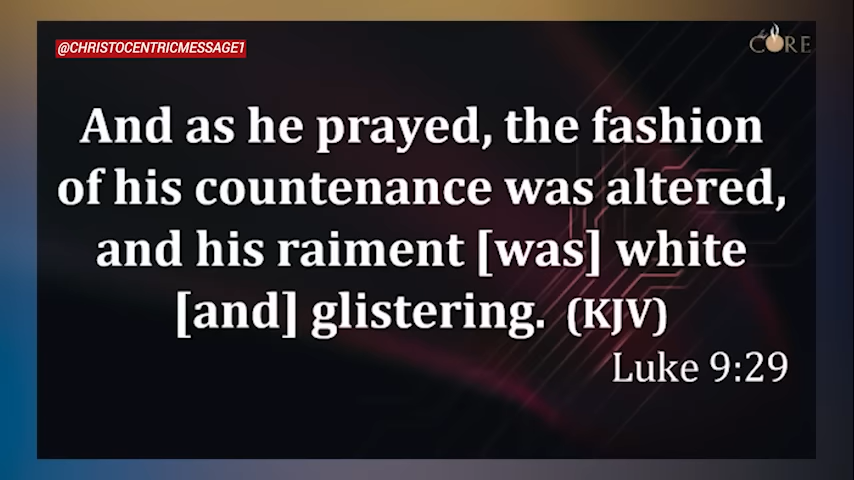 @CHRISTOCENTRICMESSAGE1
CORE
And as he prayed, the fashion
of his countenance was altered,
and his raiment [was] white
[and] glistering. (KJV)
Luke 9:29